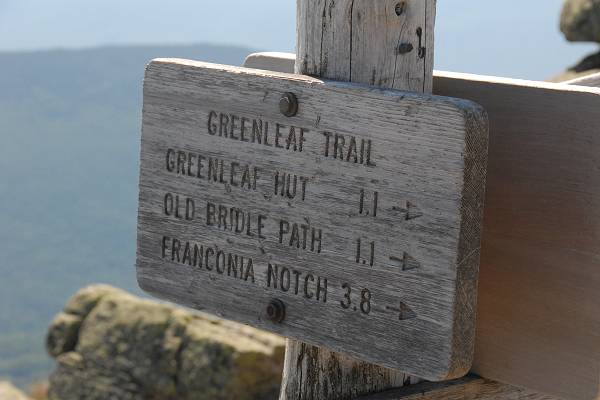 GREENLEAF TRAIL
GREENLEAF HUT 1.1 →
OLD BRIDLE PATH 1.1 →
FRANCONIA NOTCH 3.8 →